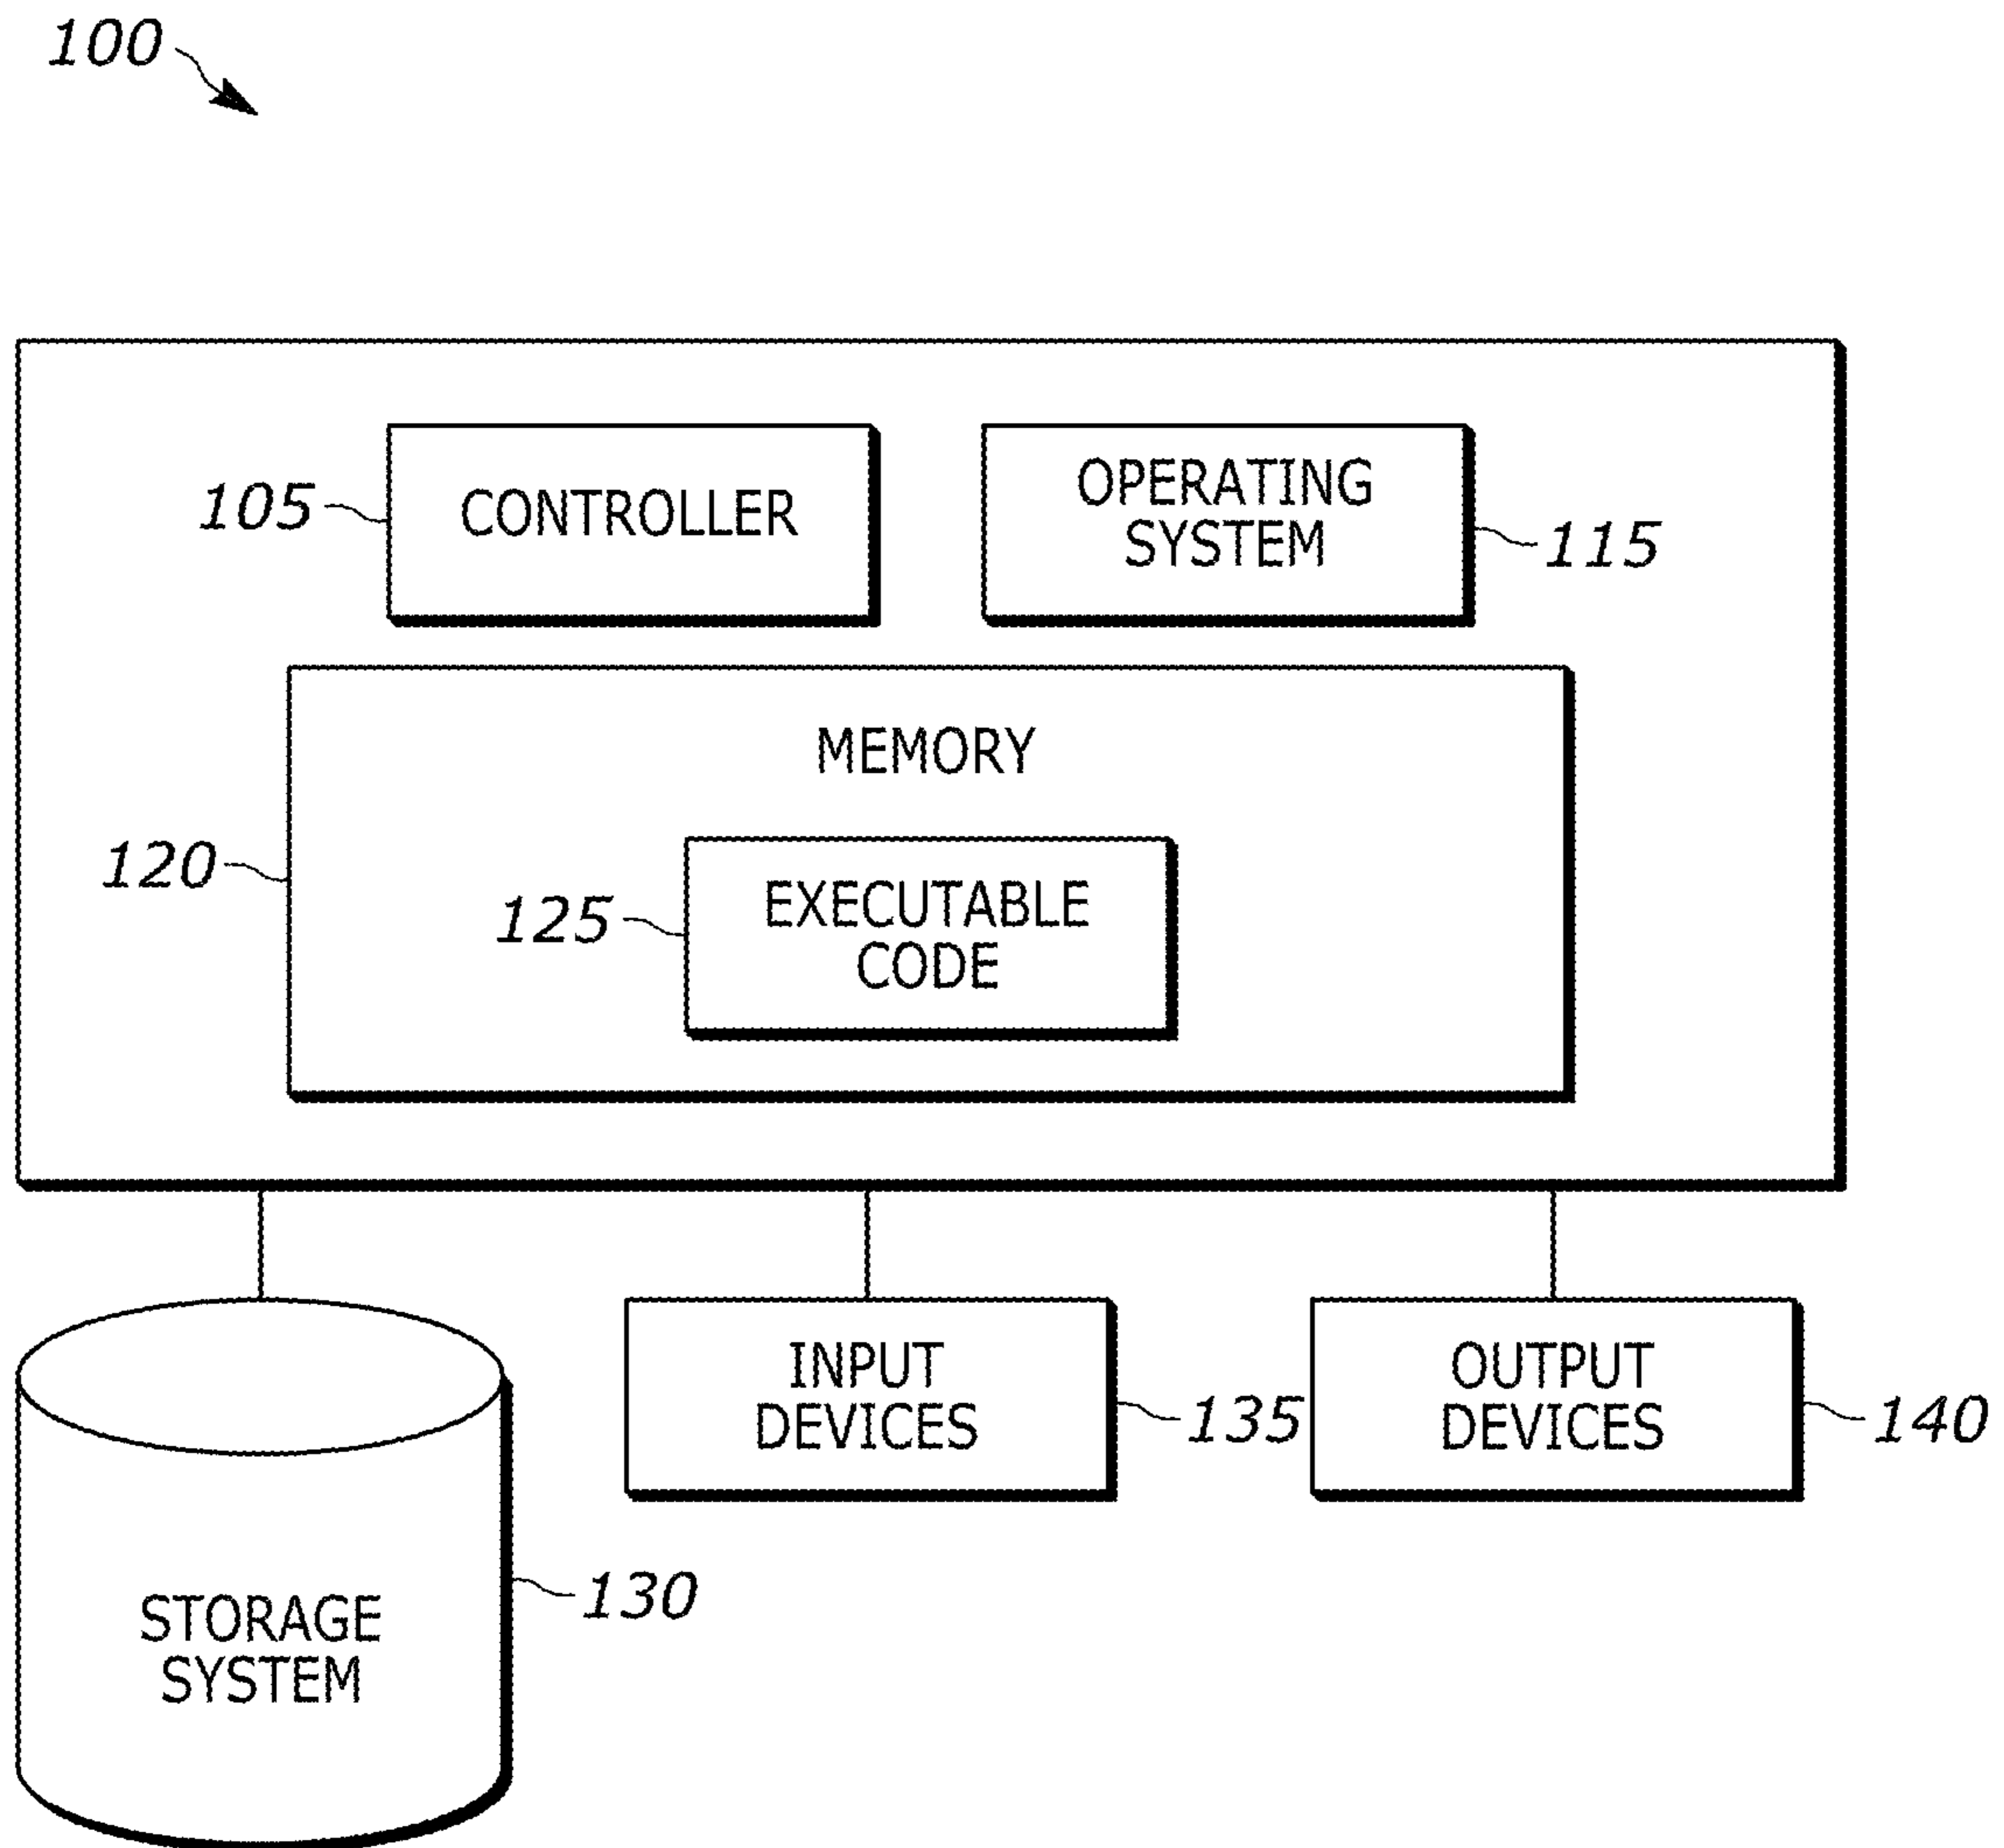 100
105
CONTROLLER
OPERATING
SYSTEM
115
MEMORY
120
125
EXECUTABLE
CODE
INPUT
DEVICES
135
OUTPUT
DEVICES
140
STORAGE
SYSTEM
130